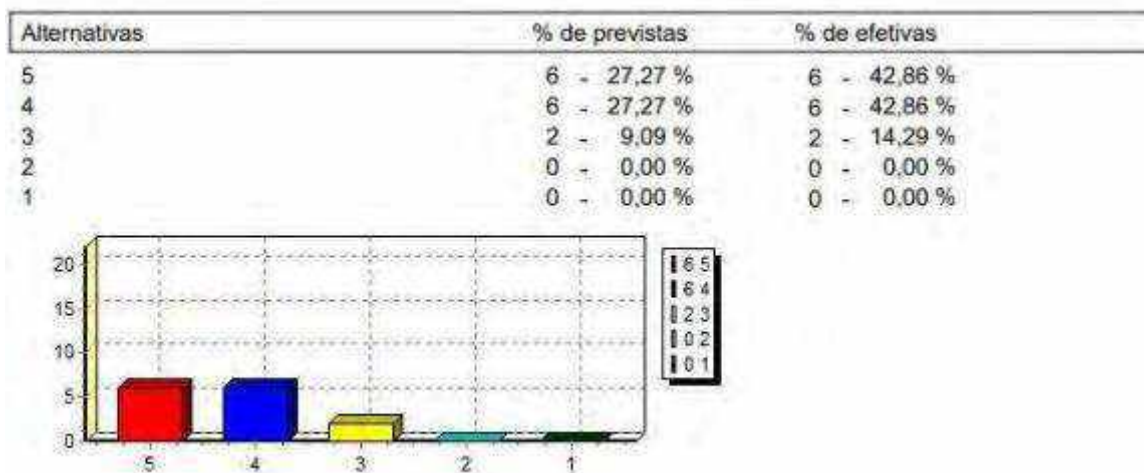 Alternativas % de previstas % de efetivas
5 6 - 27,27 % 6 - 42,86 %
4 6 - 27,27 % 6 - 42,86 %
3 2 - 9,09 % 2 - 14,29 %
2 0 - 0,00 % 0 - 0,00 %
1 0 - 0,00 % 0 - 0,00 %
20
15
10
5
0
5 4 3 2 1
6 5
6 4
2 3
0 2
0 1